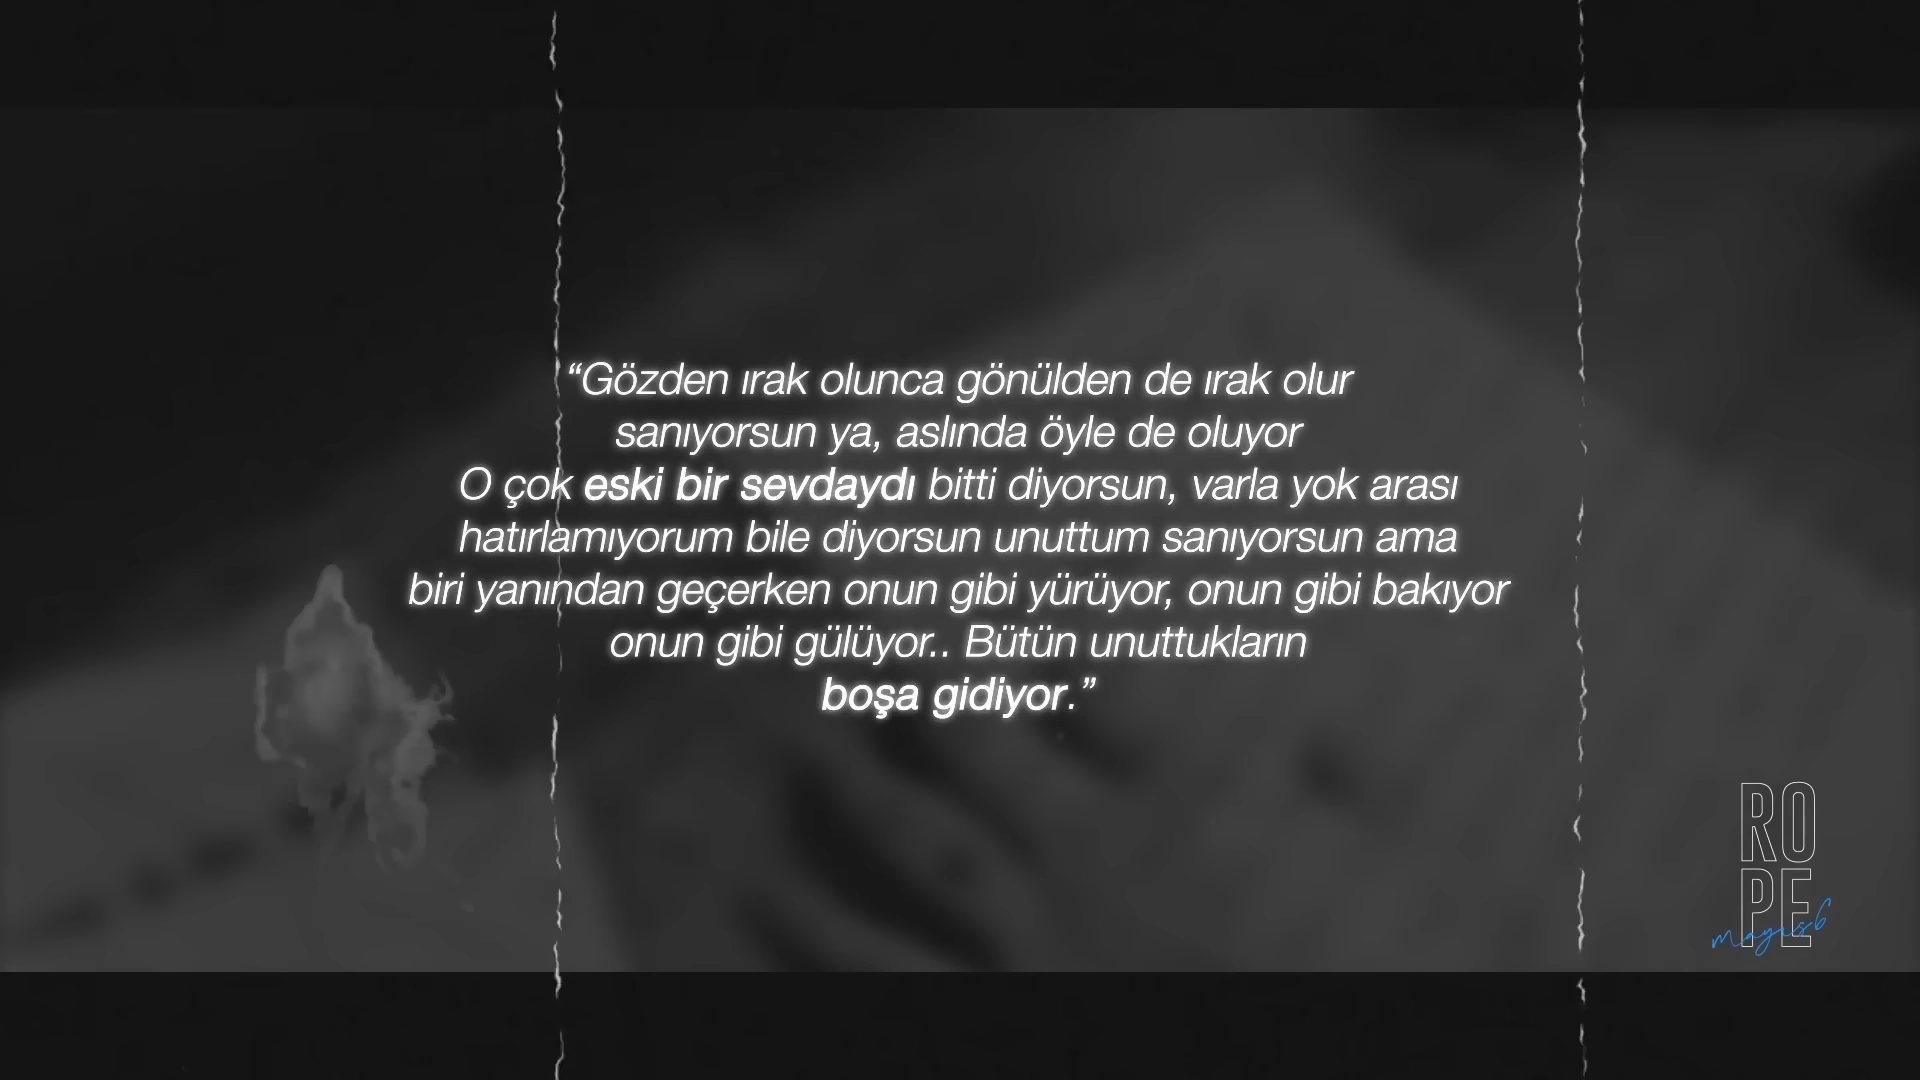 “Gözden ırak olunca gönülden de ırak olur
sanıyorsun ya, aslında öyle de oluyor
O çok eski bir sevdaydı bitti diyorsun, varla yok arası
hatırlamıyorum bile diyorsun unuttum sanıyorsun ama
biri yanından geçerken onun gibi yürüyor, onun gibi bakıyor
onun gibi gülüyor.. Bütün unuttukların
boşa gidiyor.”
RO
PE
mayıs6